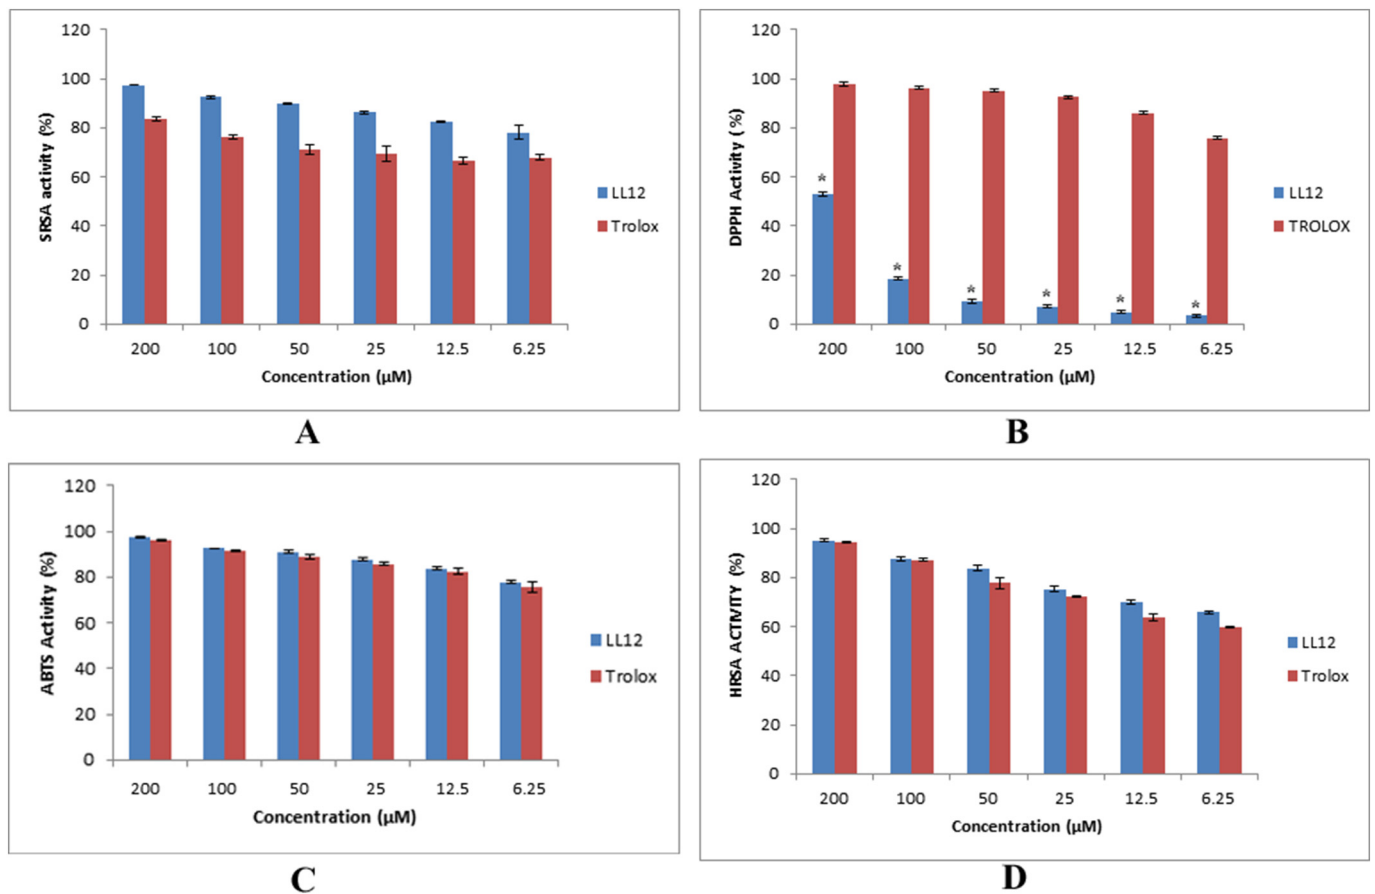 120
100
80
60
40
20
0
SRSA activity (%)
200 100 50 25 12.5 6.25
Concentration (µM)
LL12
Trolox
A
120
100
80
60
40
20
0
DPPH Activity (%)
* * * * * *
200 100 50 25 12.5 6.25
Concentration (µM)
LL12
TROLOX
B
120
100
80
60
40
20
0
ABTS Activity (%)
200 100 50 25 12.5 6.25
Concentration (µM)
LL12
Trolox
C
120
100
80
60
40
20
0
HRSA ACTIVITY (%)
200 100 50 25 12.5 6.25
Concentration (µM)
LL12
Trolox
D